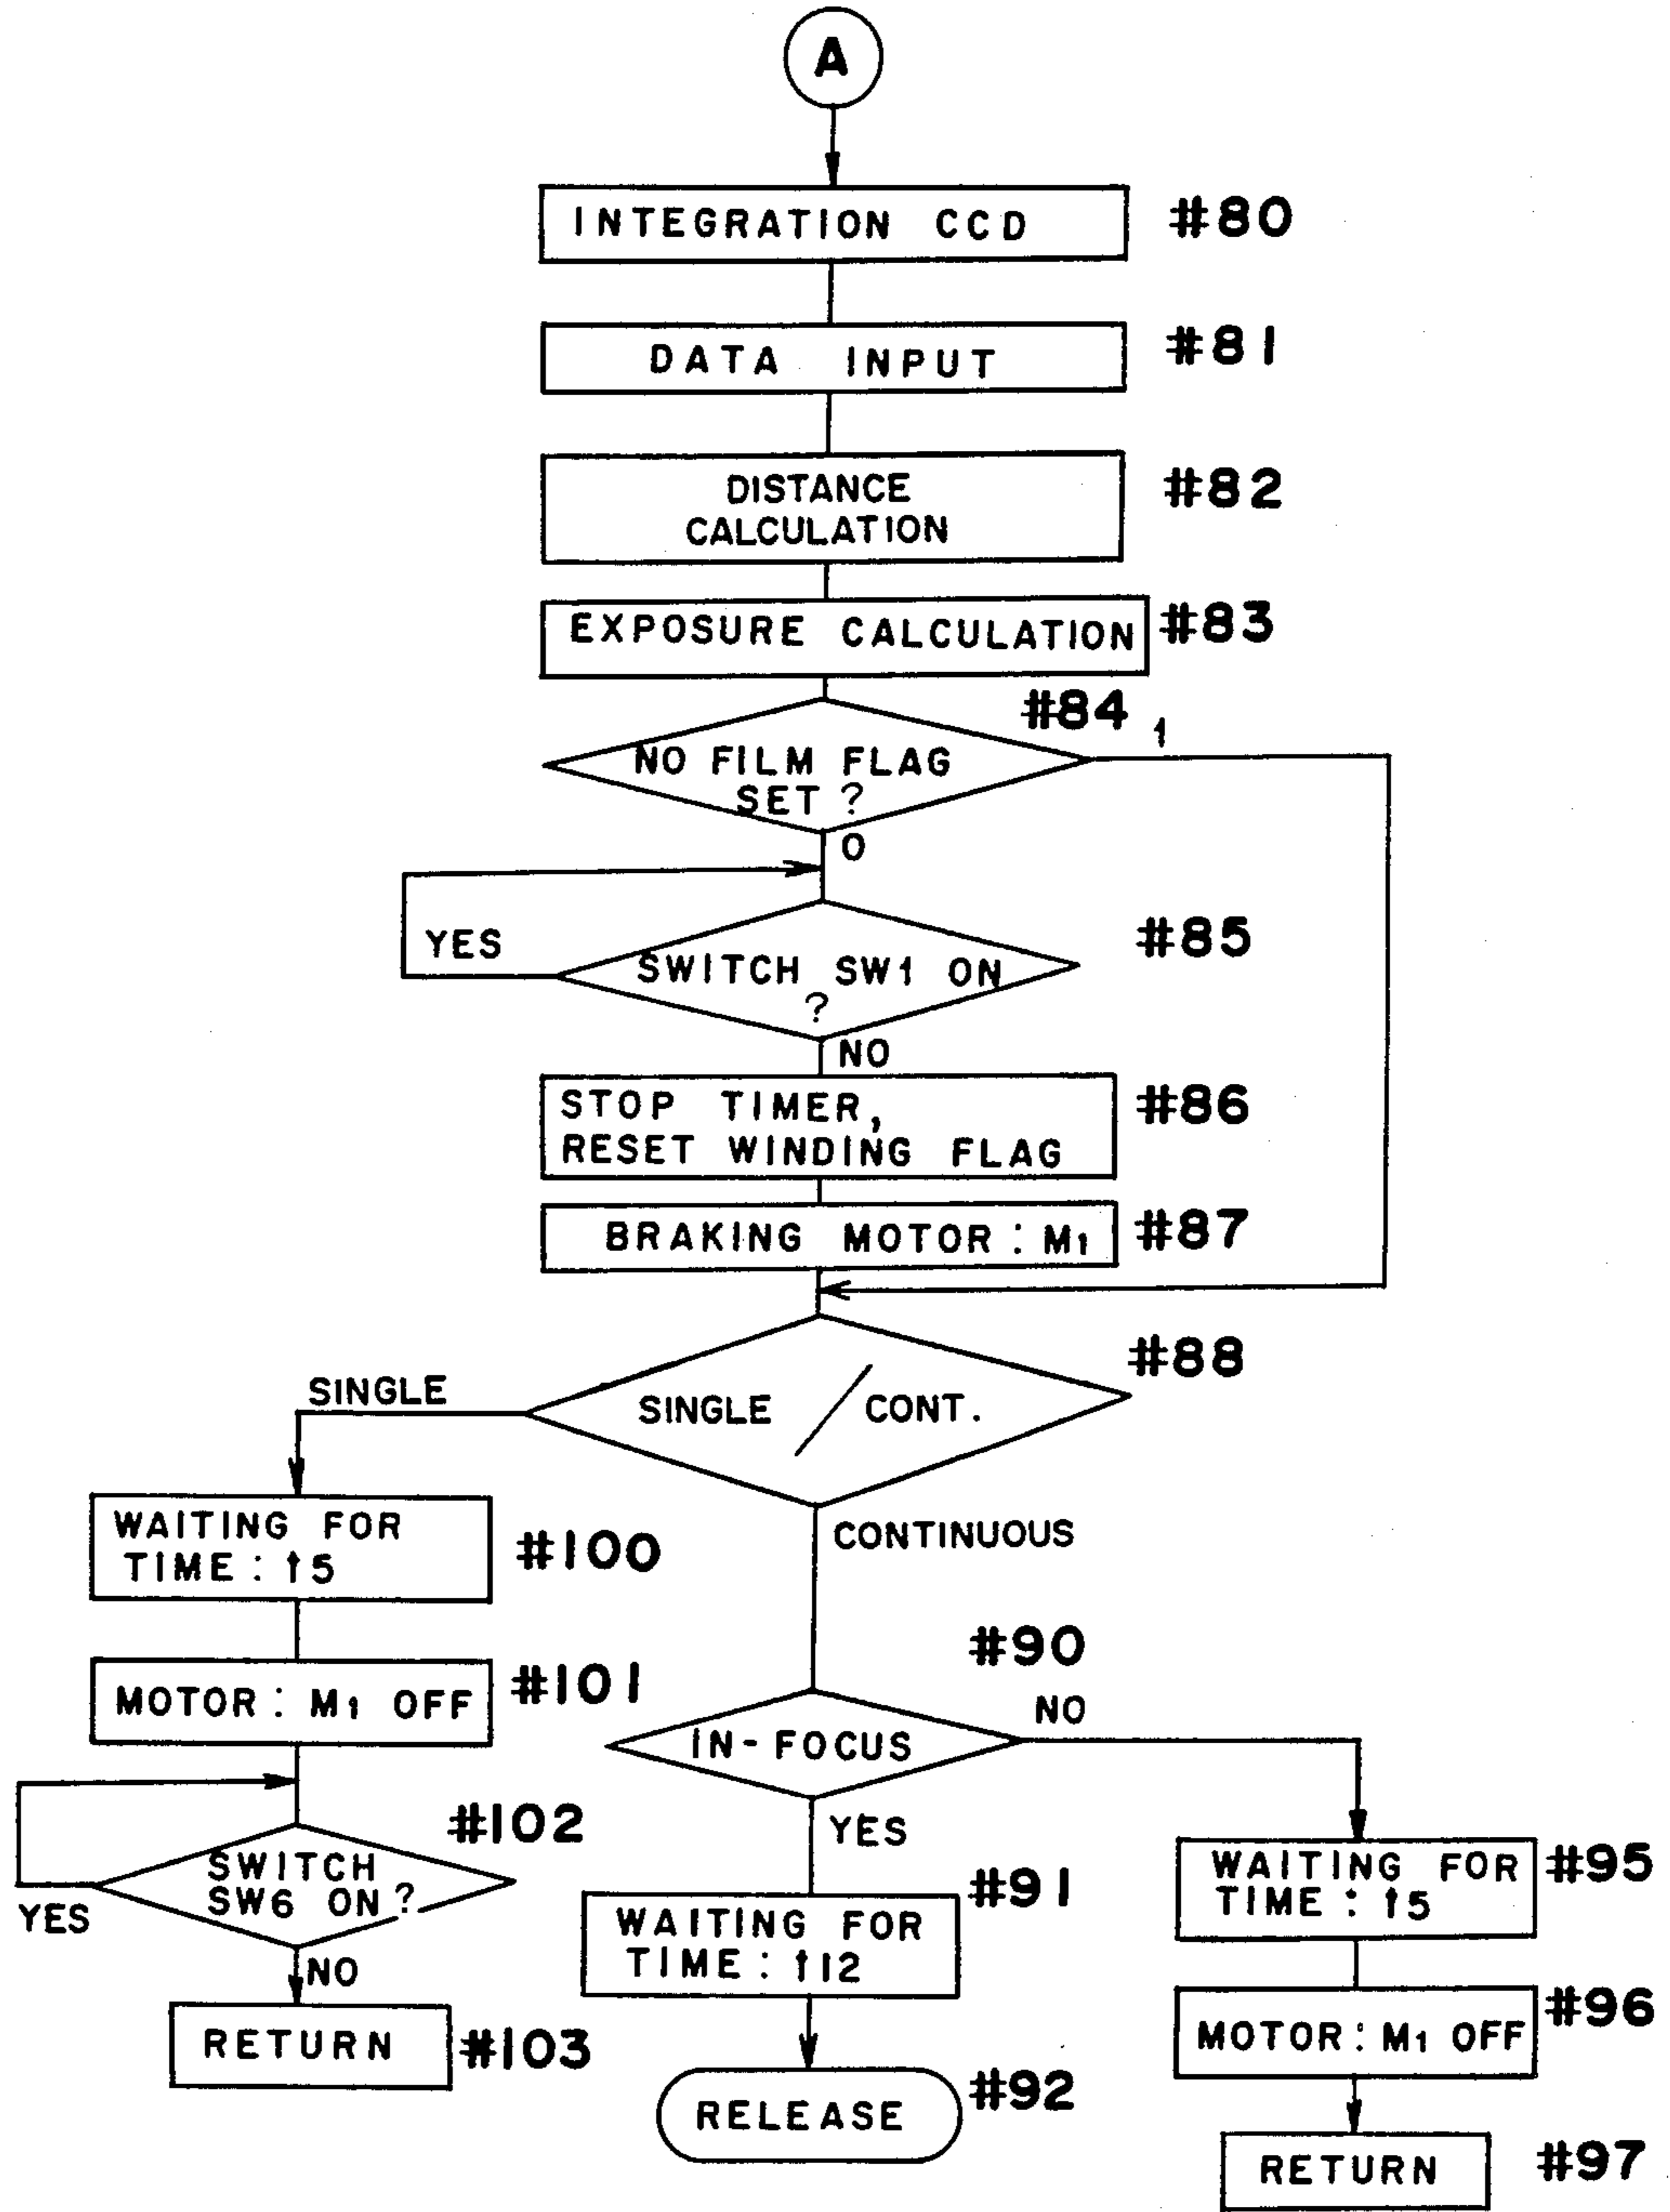 A
INTEGRATION CCD
#80
DATA INPUT
#81
DISTANCE
CALCULATION
#82
EXPOSURE CALCULATION
#83
#84
1
NO FILM FLAG
SET ?
0
YES
SWITCH SW1 ON
?
#85
NO
STOP TIMER,
RESET WINDING FLAG
#86
BRAKING MOTOR : M1
#87
#88
SINGLE
SINGLE / CONT.
CONTINUOUS
WAITING FOR
TIME : t5
#100
MOTOR : M1 OFF
#101
#102
SWITCH
SW6 ON ?
YES
NO
RETURN
#103
#90
IN-FOCUS
NO
YES
#91
WAITING FOR
TIME : t12
RELEASE
#92
WAITING FOR
TIME : t5
#95
MOTOR : M1 OFF
#96
RETURN
#97